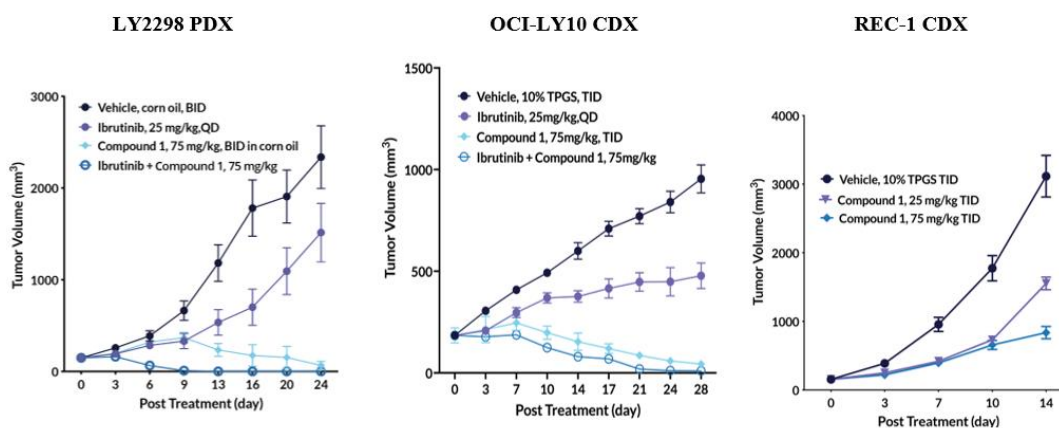 LY2298 PDX
3000
2000
1000
0
Tumor Volume (mm³)
Vehicle, corn oil, BID
Ibrutinib, 25 mg/kg,QD
Compound 1, 75 mg/kg, BID in corn oil
Ibrutinib + Compound 1, 75 mg/kg
0 3 6 9 13 16 20 24
Post Treatment (day)
OCI-LY10 CDX
1500
1000
500
0
Tumor Volume (mm³)
Vehicle, 10% TPGS, TID
Ibrutinib, 25mg/kg,QD
Compound 1, 75mg/kg, TID
Ibrutinib + Compound 1, 75mg/kg
0 3 7 10 14 17 21 24 28
Post Treatment (day)
REC-1 CDX
4000
3000
2000
1000
0
Tumor Volume (mm³)
Vehicle, 10% TPGS TID
Compound 1, 25 mg/kg TID
Compound 1, 75 mg/kg TID
0 3 7 10 14
Post Treatment (day)